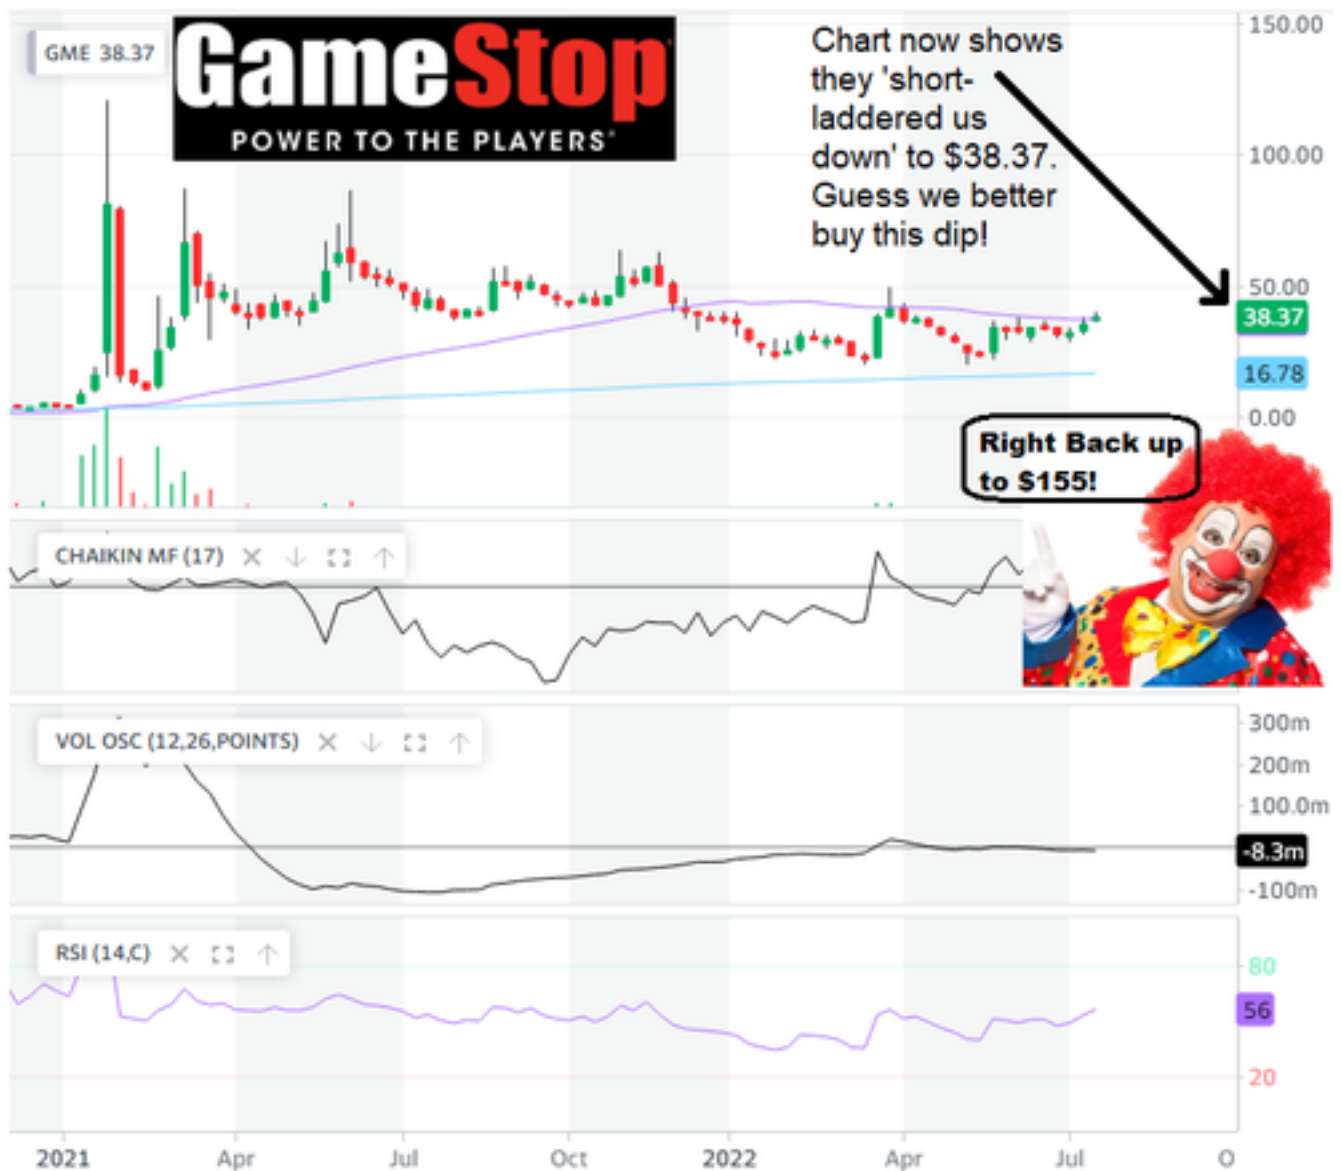 GME 38.37
GameStop
POWER TO THE PLAYERS®
Chart now shows
they 'short-
laddered us
down' to $38.37.
Guess we better
buy this dip!
150.00
100.00
50.00
38.37
16.78
0.00
Right Back up
to $155!
CHAIKIN MF (17)
VOL OSC (12,26,POINTS)
300m
200m
100.0m
-8.3m
-100m
RSI (14,C)
80
56
20
2021 Apr Jul Oct 2022 Apr Jul O